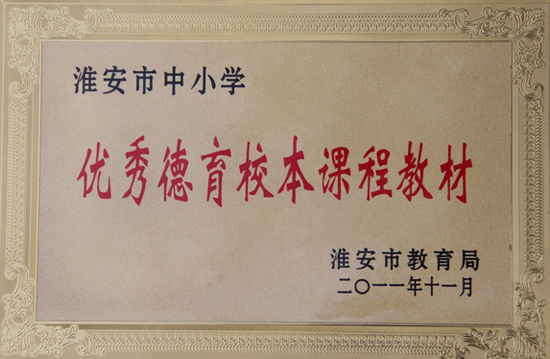 淮安市中小学
优秀德育校本课程教材
淮安市教育局
二〇一一年十一月